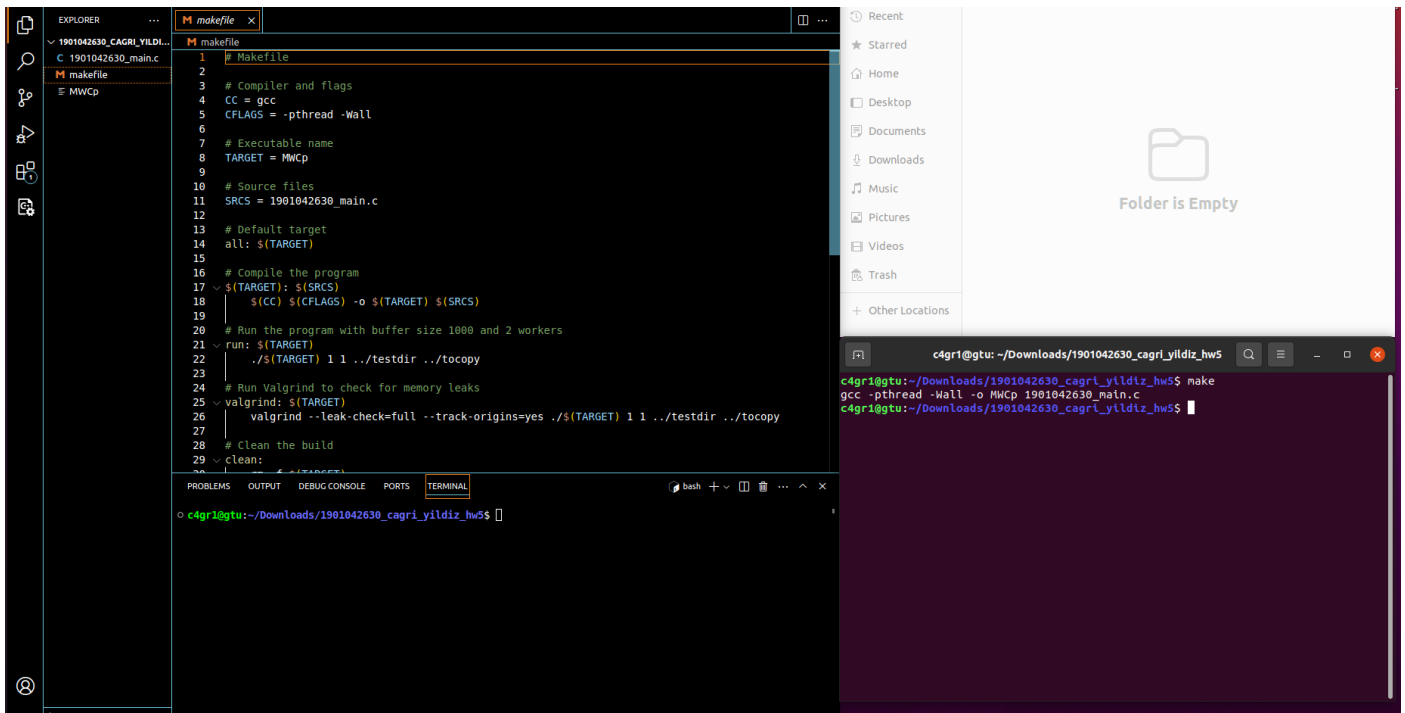 EXPLORER ...
1901042630_CAGRI_YILDI...
C 1901042630_main.c
M makefile
MWCp
1
M makefile ×
...
M makefile
1 # Makefile
2
3 # Compiler and flags
4 CC = gcc
5 CFLAGS = -pthread -Wall
6
7 # Executable name
8 TARGET = MWCp
9
10 # Source files
11 SRCS = 1901042630_main.c
12
13 # Default target
14 all: $(TARGET)
15
16 # Compile the program
17 $(TARGET): $(SRCS)
18 $(CC) $(CFLAGS) -o $(TARGET) $(SRCS)
19
20 # Run the program with buffer size 1000 and 2 workers
21 run: $(TARGET)
22 ./$(TARGET) 1 1 ../testdir ../tocopy
23
24 # Run Valgrind to check for memory leaks
25 valgrind: $(TARGET)
26 valgrind --leak-check=full --track-origins=yes ./$(TARGET) 1 1 ../testdir ../tocopy
27
28 # Clean the build
29 clean:
PROBLEMS OUTPUT DEBUG CONSOLE PORTS TERMINAL
bash
c4gr1@gtu:~/Downloads/1901042630_cagri_yildiz_hw5$
Recent
Starred
Home
Desktop
Documents
Downloads
Music
Pictures
Videos
Trash
+ Other Locations
Folder is Empty
c4gr1@gtu: ~/Downloads/1901042630_cagri_yildiz_hw5
c4gr1@gtu:~/Downloads/1901042630_cagri_yildiz_hw5$ make
gcc -pthread -Wall -o MWCp 1901042630_main.c
c4gr1@gtu:~/Downloads/1901042630_cagri_yildiz_hw5$